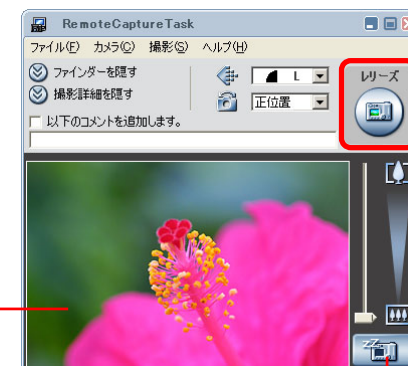 RemoteCaptureTask
ファイル(F) カメラ(C) 撮影(S) ヘルプ(H)
ファインダーを隠す
L
レリーズ
撮影詳細を隠す
正位置
以下のコメントを追加します。